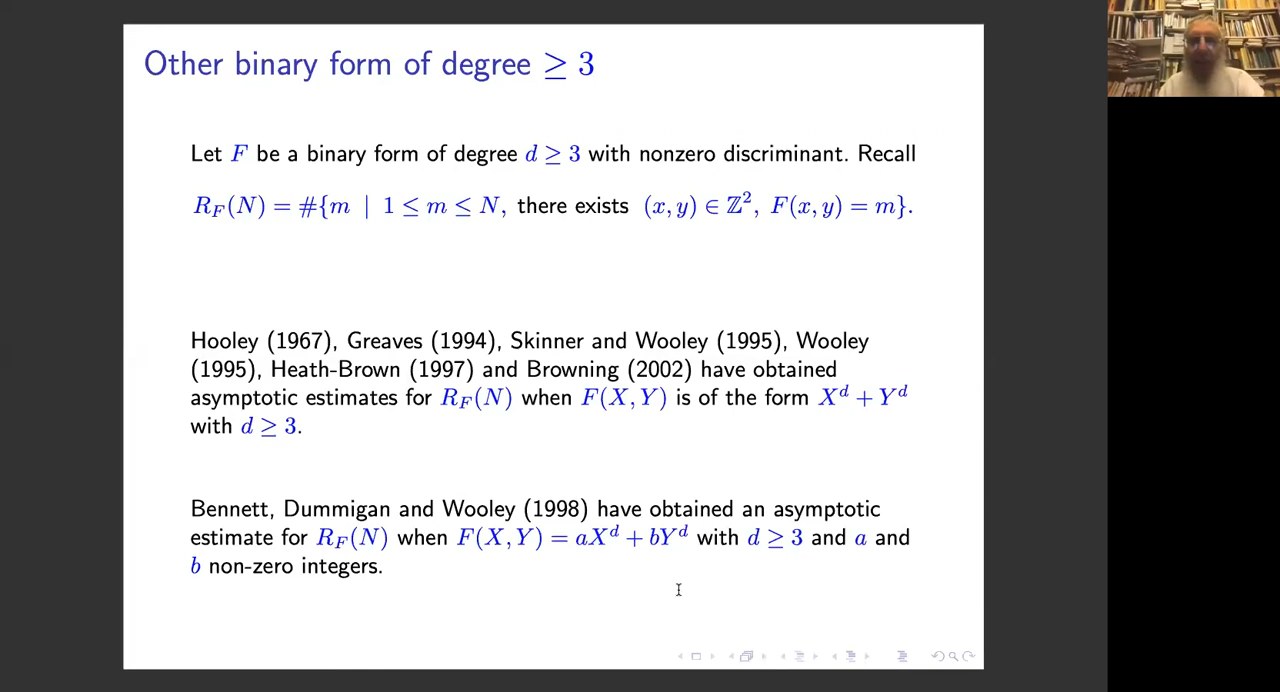 Other binary form of degree ≥ 3
Let F be a binary form of degree d ≥ 3 with nonzero discriminant. Recall
R_F(N) = #{m | 1 ≤ m ≤ N, there exists (x, y) ∈ ℤ², F(x, y) = m}.
Hooley (1967), Greaves (1994), Skinner and Wooley (1995), Wooley
(1995), Heath-Brown (1997) and Browning (2002) have obtained
asymptotic estimates for R_F(N) when F(X, Y) is of the form X^d + Y^d
with d ≥ 3.
Bennett, Dummigan and Wooley (1998) have obtained an asymptotic
estimate for R_F(N) when F(X, Y) = aX^d + bY^d with d ≥ 3 and a and
b non-zero integers.